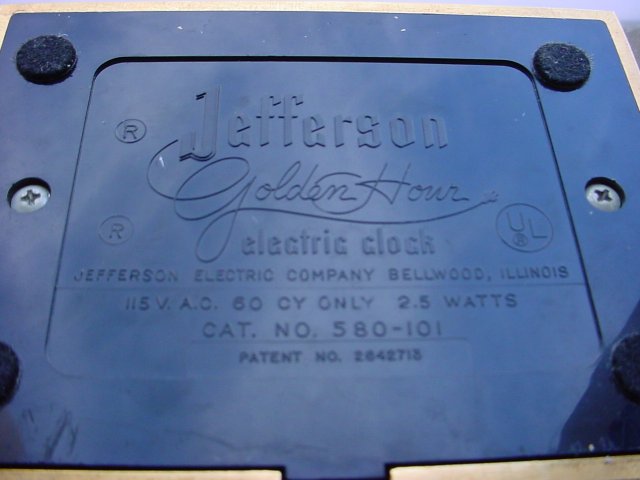 ® Jefferson
Golden Hour
® electric clock UL ®
JEFFERSON ELECTRIC COMPANY BELLWOOD, ILLINOIS
115 V. A.C. 60 CY ONLY 2.5 WATTS
CAT. NO. 580-101
PATENT NO. 2642713